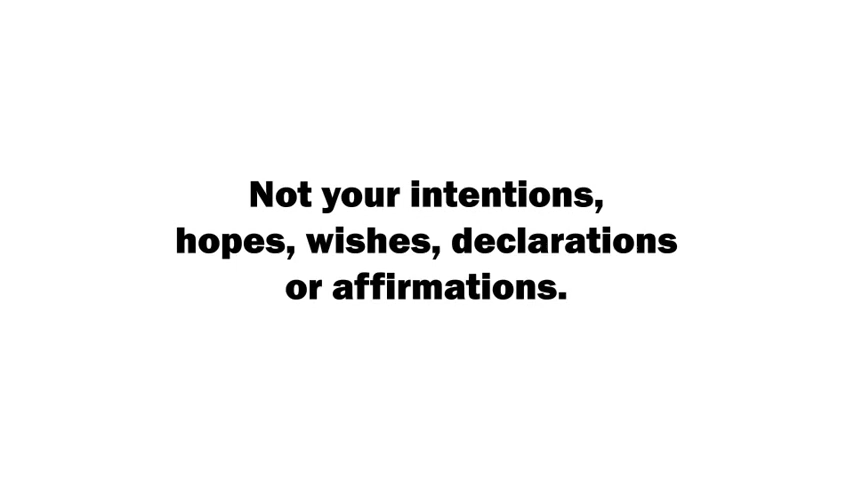 Not your intentions,
hopes, wishes, declarations
or affirmations.